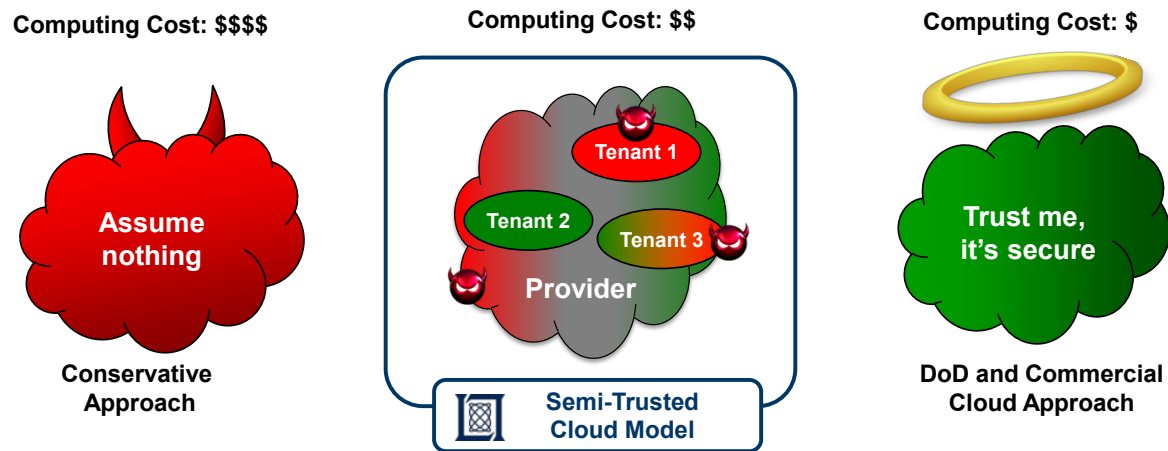 Computing Cost: $$$$
Computing Cost: $$
Computing Cost: $
Assume
nothing
Tenant 1
Tenant 2
Tenant 3
Provider
Trust me,
it's secure
Conservative
Approach
Semi-Trusted
Cloud Model
DoD and Commercial
Cloud Approach